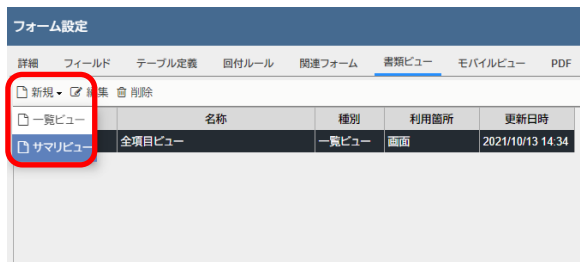 フォーム設定
詳細 フィールド テーブル定義 回付ルール 関連フォーム 書類ビュー モバイルビュー PDF
新規 編集 削除
名称 種別 利用箇所 更新日時
一覧ビュー
全項目ビュー 一覧ビュー 画面 2021/10/13 14:34
サマリビュー